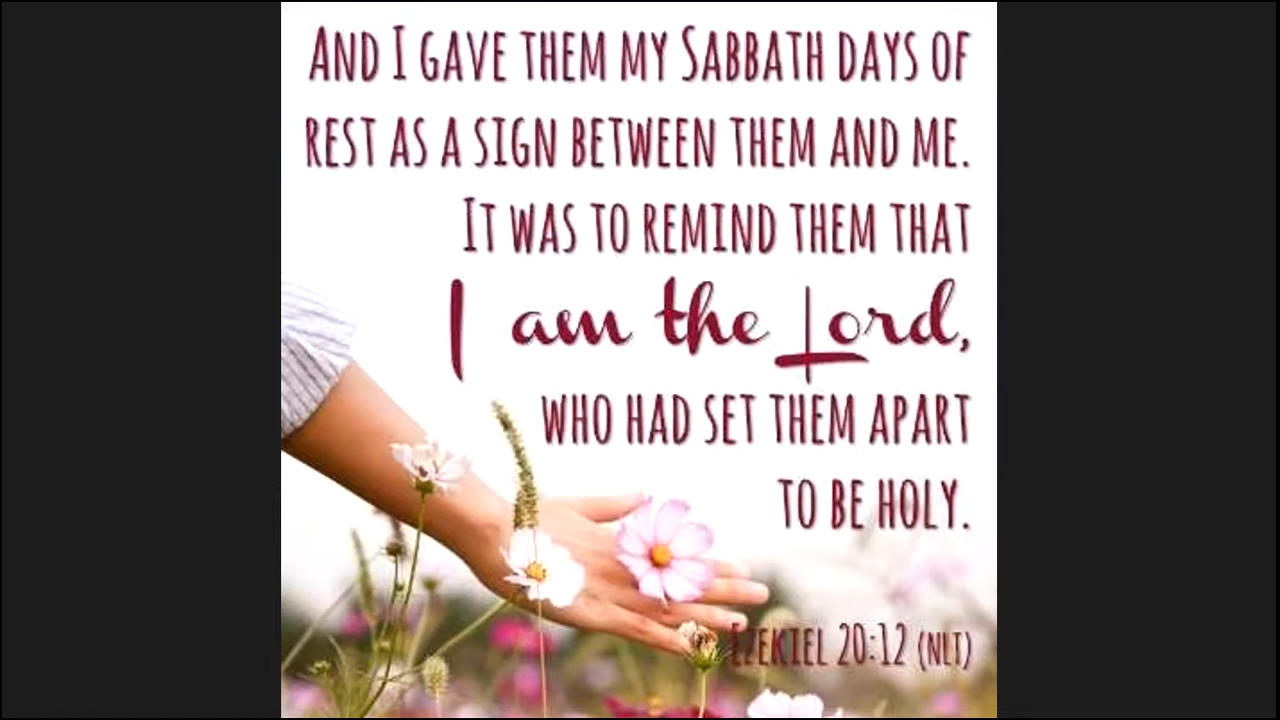 And I gave them my Sabbath days of
rest as a sign between them and me.
It was to remind them that
I am the Lord,
who had set them apart
to be holy.
Ezekiel 20:12 (NLT)